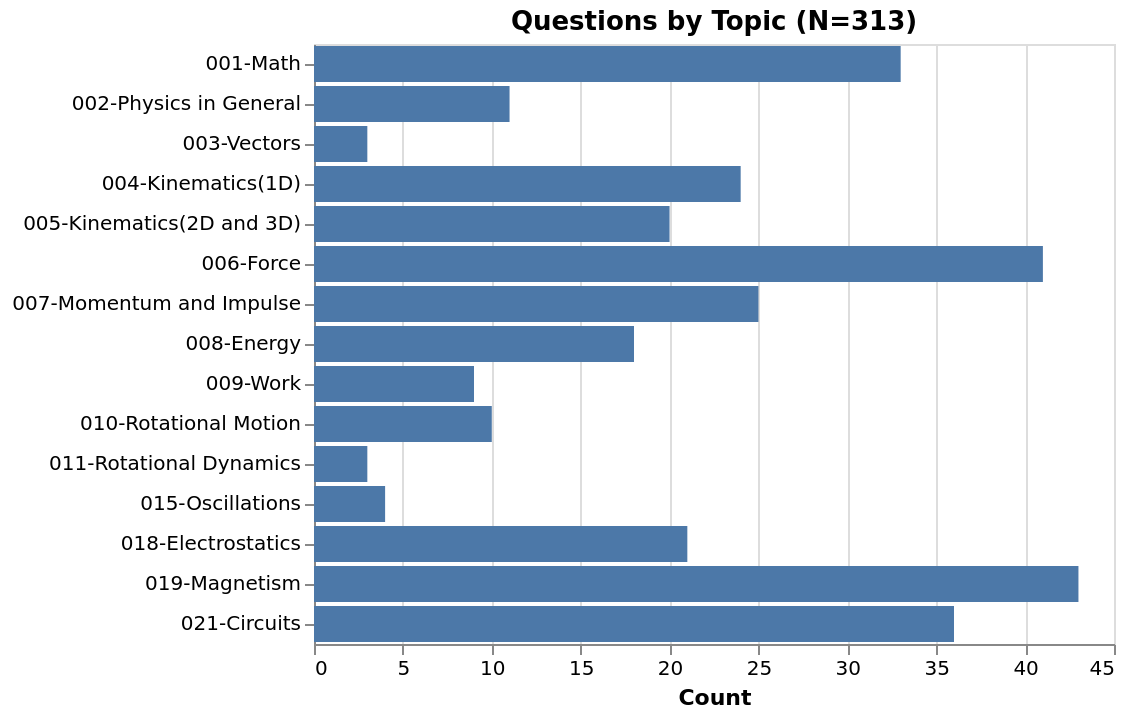 Questions by Topic (N=313)
001-Math
002-Physics in General
003-Vectors
004-Kinematics(1D)
005-Kinematics(2D and 3D)
006-Force
007-Momentum and Impulse
008-Energy
009-Work
010-Rotational Motion
011-Rotational Dynamics
015-Oscillations
018-Electrostatics
019-Magnetism
021-Circuits
0 5 10 15 20 25 30 35 40 45
Count